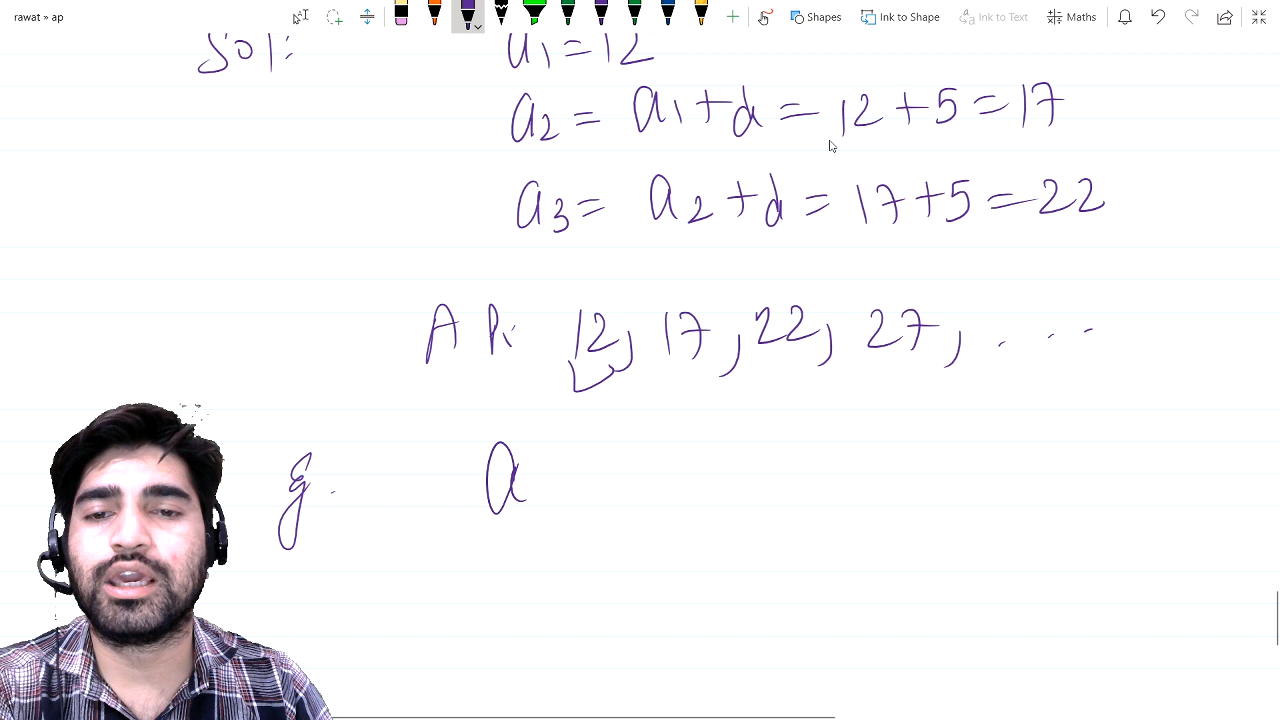 rawat » ap Shapes Ink to Shape Ink to Text Maths
Sol: a1=12
a2= a1+d=12+5=17
a3= a2+d=17+5=22
AP: 12, 17, 22, 27, ...
a